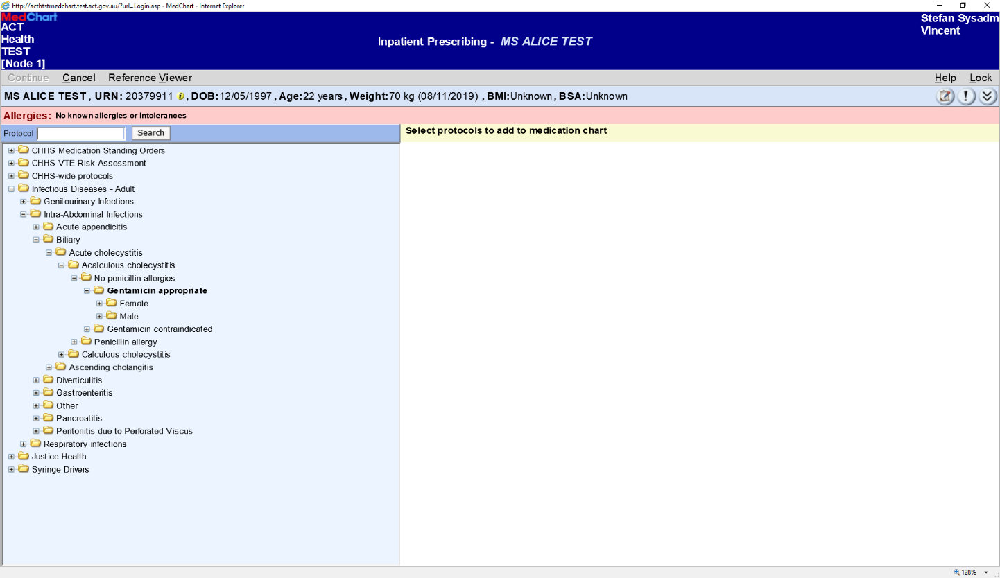 http://acthtstmedchart.test.act.gov.au/?url=Login.asp - MedChart - Internet Explorer
MedChart
ACT
Health
TEST
[Node 1]
Inpatient Prescribing - MS ALICE TEST
Stefan Sysadm
Vincent
Continue Cancel Reference Viewer Help Lock
MS ALICE TEST , URN: 20379911 i , DOB:12/05/1997 , Age:22 years , Weight:70 kg (08/11/2019) , BMI:Unknown , BSA:Unknown
Allergies: No known allergies or intolerances
Protocol Search
Select protocols to add to medication chart
CHHS Medication Standing Orders
CHHS VTE Risk Assessment
CHHS-wide protocols
Infectious Diseases - Adult
Genitourinary Infections
Intra-Abdominal Infections
Acute appendicitis
Biliary
Acute cholecystitis
Acalculous cholecystitis
No penicillin allergies
Gentamicin appropriate
Female
Male
Gentamicin contraindicated
Penicillin allergy
Calculous cholecystitis
Ascending cholangitis
Diverticulitis
Gastroenteritis
Other
Pancreatitis
Peritonitis due to Perforated Viscus
Respiratory infections
Justice Health
Syringe Drivers
128%